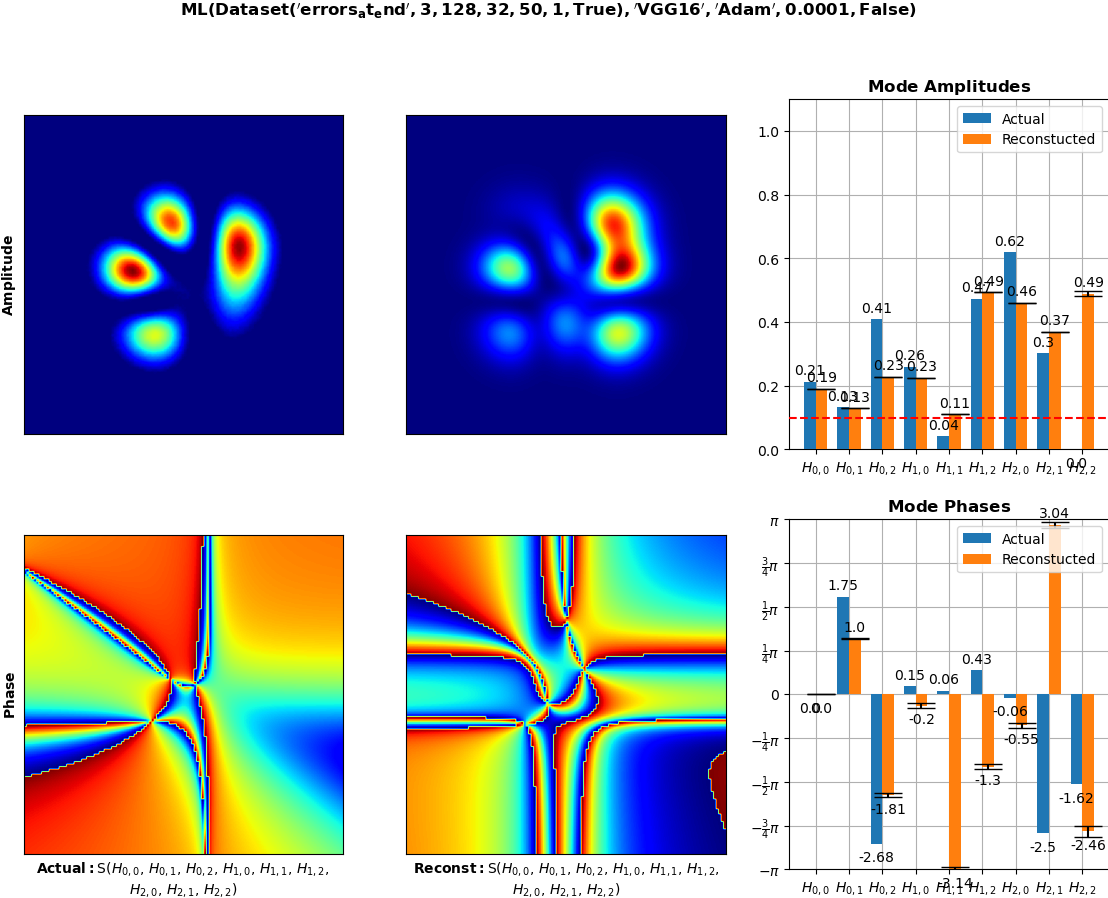 ML(Dataset('errors_at_end', 3, 128, 32, 50, 1, True), 'VGG16', 'Adam', 0.0001, False)
Amplitude
Mode Amplitudes
Actual
Reconstucted
1.0
0.8
0.6
0.4
0.2
0.0
0.21
0.19
0.13
0.13
0.41
0.23
0.26
0.23
0.04
0.11
0.47
0.49
0.62
0.46
0.3
0.37
0.0
0.49
H0,0 H0,1 H0,2 H1,0 H1,1 H1,2 H2,0 H2,1 H2,2
Phase
Actual: S(H0,0, H0,1, H0,2, H1,0, H1,1, H1,2,
H2,0, H2,1, H2,2)
Reconst: S(H0,0, H0,1, H0,2, H1,0, H1,1, H1,2,
H2,0, H2,1, H2,2)
Mode Phases
Actual
Reconstucted
π
3/4π
1/2π
1/4π
0
−1/4π
−1/2π
−3/4π
−π
0.0
0.0
1.75
1.0
-2.68
-1.81
0.15
-0.2
0.06
-3.14
0.43
-1.3
-0.06
-0.55
-2.5
3.04
-1.62
-2.46
H0,0 H0,1 H0,2 H1,0 H1,1 H1,2 H2,0 H2,1 H2,2